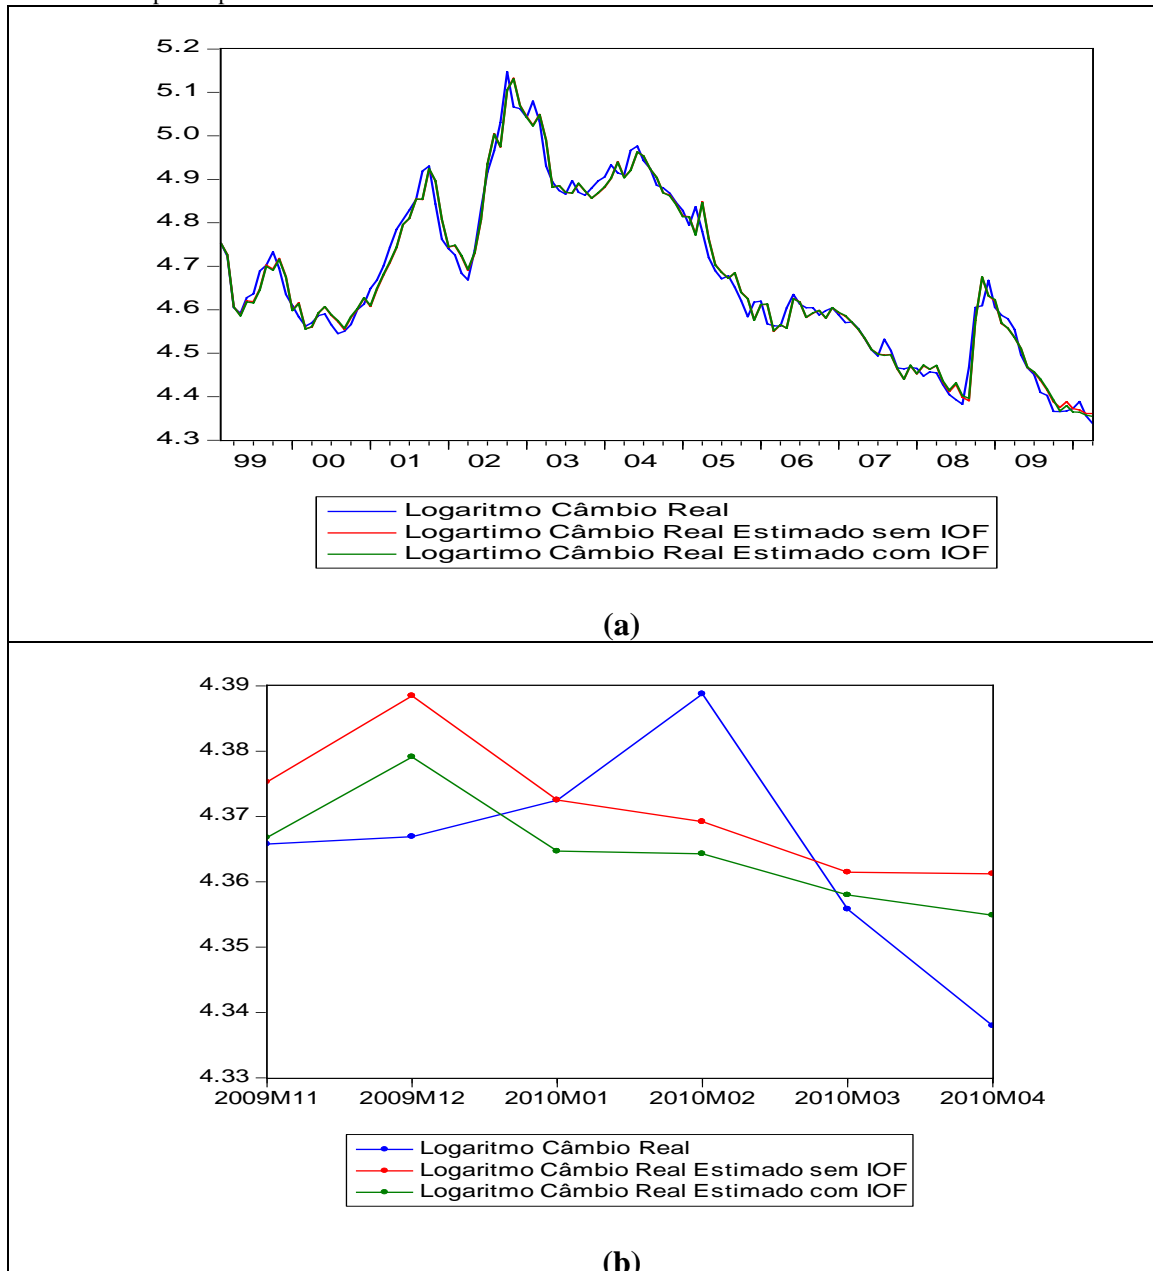 5.2
5.1
5.0
4.9
4.8
4.7
4.6
4.5
4.4
4.3
99 00 01 02 03 04 05 06 07 08 09
Logaritmo Câmbio Real
Logartimo Câmbio Real Estimado sem IOF
Logartimo Câmbio Real Estimado com IOF
(a)
4.39
4.38
4.37
4.36
4.35
4.34
4.33
2009M11 2009M12 2010M01 2010M02 2010M03 2010M04
Logaritmo Câmbio Real
Logaritmo Câmbio Real Estimado sem IOF
Logaritmo Câmbio Real Estimado com IOF
(b)